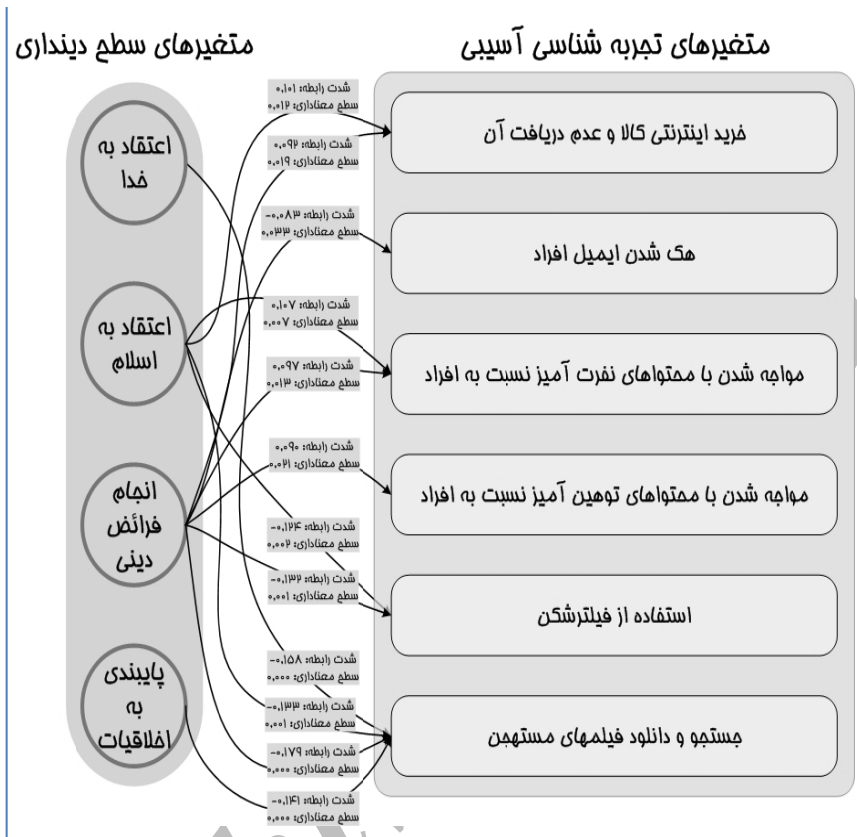 متغیرهای تجربه شناسی آسیبی
متغیرهای سطح دینداری
خرید اینترنتی کالا و عدم دریافت آن
هک شدن ایمیل افراد
مواجه شدن با محتواهای نفرت آمیز نسبت به افراد
مواجه شدن با محتواهای توهین آمیز نسبت به افراد
استفاده از فیلترشکن
جستجو و دانلود فیلمهای مستهجن
شدت رابطه: ۰,۱۰۱
سطح معناداری: ۰,۰۱۲
شدت رابطه: ۰,۰۹۲
سطح معناداری: ۰,۰۱۹
شدت رابطه: ۰,۰۸۳-
سطح معناداری: ۰,۰۳۳
شدت رابطه: ۰,۱۰۷
سطح معناداری: ۰,۰۰۷
شدت رابطه: ۰,۰۹۷
سطح معناداری: ۰,۰۱۳
شدت رابطه: ۰,۰۹۰
سطح معناداری: ۰,۰۲۱
شدت رابطه: ۰,۱۲۴-
سطح معناداری: ۰,۰۰۲
شدت رابطه: ۰,۱۳۲-
سطح معناداری: ۰,۰۰۱
شدت رابطه: ۰,۱۵۸-
سطح معناداری: ۰,۰۰۰
شدت رابطه: ۰,۱۳۳-
سطح معناداری: ۰,۰۰۱
شدت رابطه: ۰,۱۷۹-
سطح معناداری: ۰,۰۰۰
شدت رابطه: ۰,۱۴۱-
سطح معناداری: ۰,۰۰۰
اعتقاد به
خدا
اعتقاد به
اسلام
انجام
فرائض
دینی
پایبندی
به
اخلاقیات